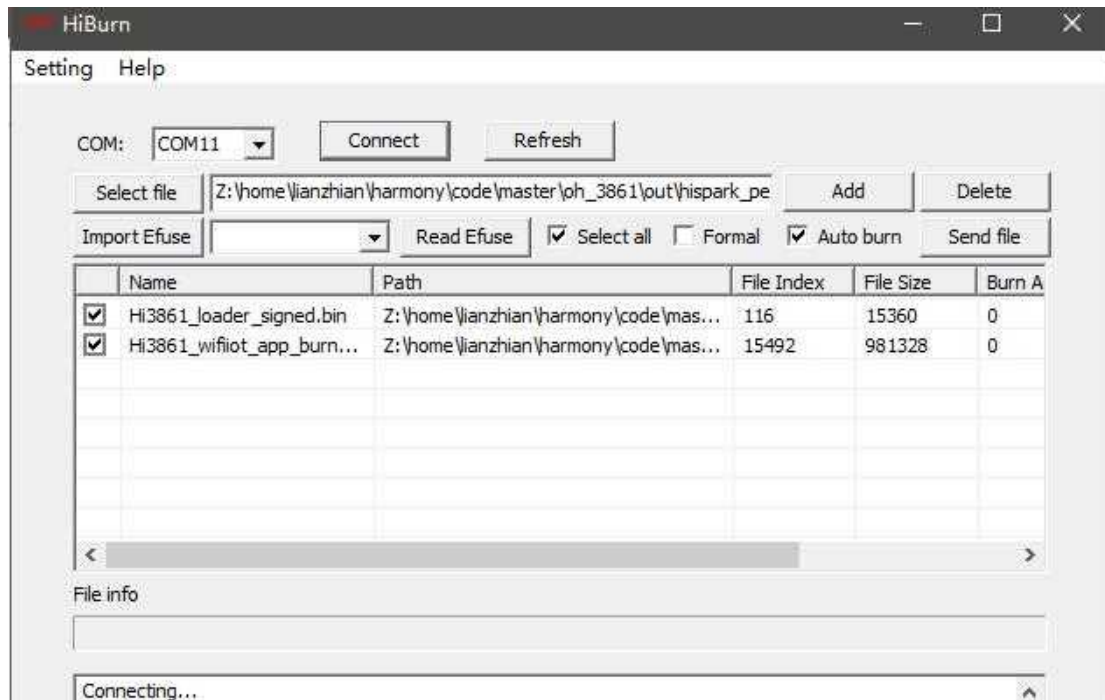 HiBurn
Setting Help
COM: COM11 Connect Refresh
Select file Z:\home\lianzhian\harmony\code\master\oh_3861\out\hispark_pe Add Delete
Import Efuse Read Efuse Select all Formal Auto burn Send file
Name Path File Index File Size Burn A
Hi3861_loader_signed.bin Z:\home\lianzhian\harmony\code\mas... 116 15360 0
Hi3861_wifiiot_app_burn... Z:\home\lianzhian\harmony\code\mas... 15492 981328 0
File info
Connecting...